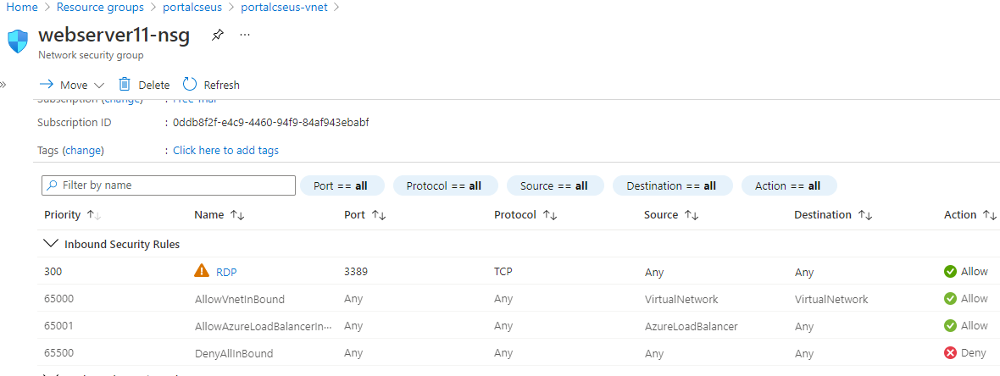 Home > Resource groups > portalcseus > portalcseus-vnet >
webserver11-nsg
Network security group
Move Delete Refresh
Subscription (change) : Free Trial
Subscription ID : 0ddb8f2f-e4c9-4460-94f9-84af943ebabf
Tags (change) : Click here to add tags
Filter by name Port == all Protocol == all Source == all Destination == all Action == all
Priority Name Port Protocol Source Destination Action
Inbound Security Rules
300 RDP 3389 TCP Any Any Allow
65000 AllowVnetInBound Any Any VirtualNetwork VirtualNetwork Allow
65001 AllowAzureLoadBalancerIn··· Any Any AzureLoadBalancer Any Allow
65500 DenyAllInBound Any Any Any Any Deny